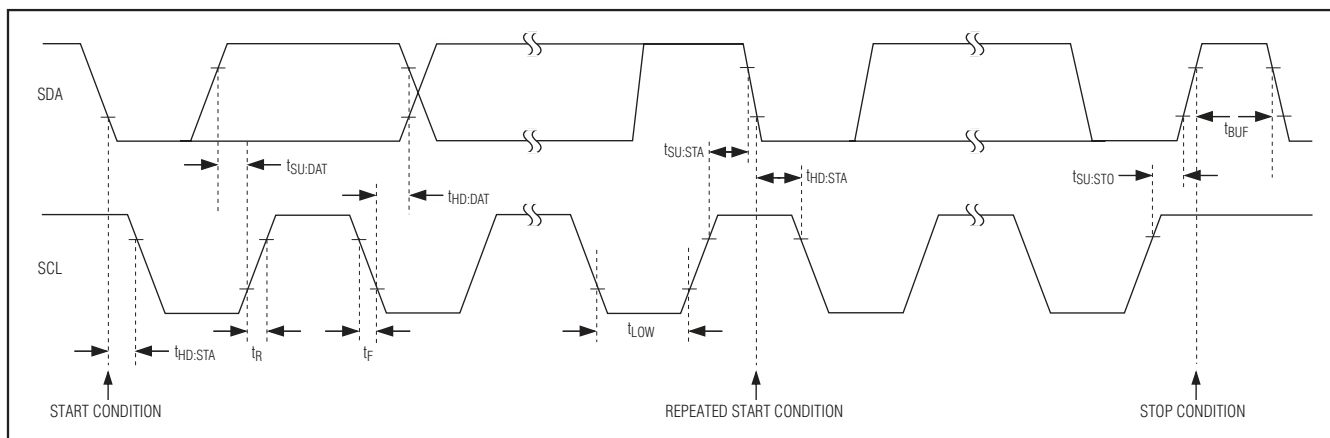 SDA
tBUF
tSU:STA
tSU:DAT
tHD:STA
tSU:STO
tHD:DAT
SCL
tLOW
tHD:STA
tR
tF
START CONDITION
REPEATED START CONDITION
STOP CONDITION